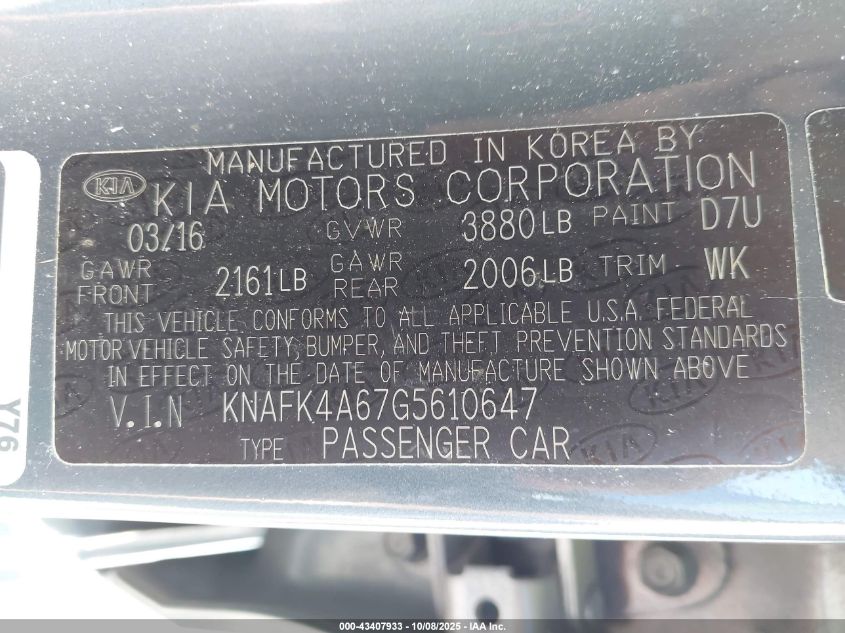 MANUFACTURED IN KOREA BY
KIA KIA MOTORS CORPORATION
03/16 GVWR 3880LB PAINT D7U
GAWR FRONT 2161LB GAWR REAR 2006LB TRIM WK
THIS VEHICLE CONFORMS TO ALL APPLICABLE U.S.A. FEDERAL
MOTOR VEHICLE SAFETY, BUMPER, AND THEFT PREVENTION STANDARDS
IN EFFECT ON THE DATE OF MANUFACTURE SHOWN ABOVE
V.I.N KNAFK4A67G5610647
TYPE PASSENGER CAR
Y76
000-43407933 - 10/08/2025 - IAA Inc.